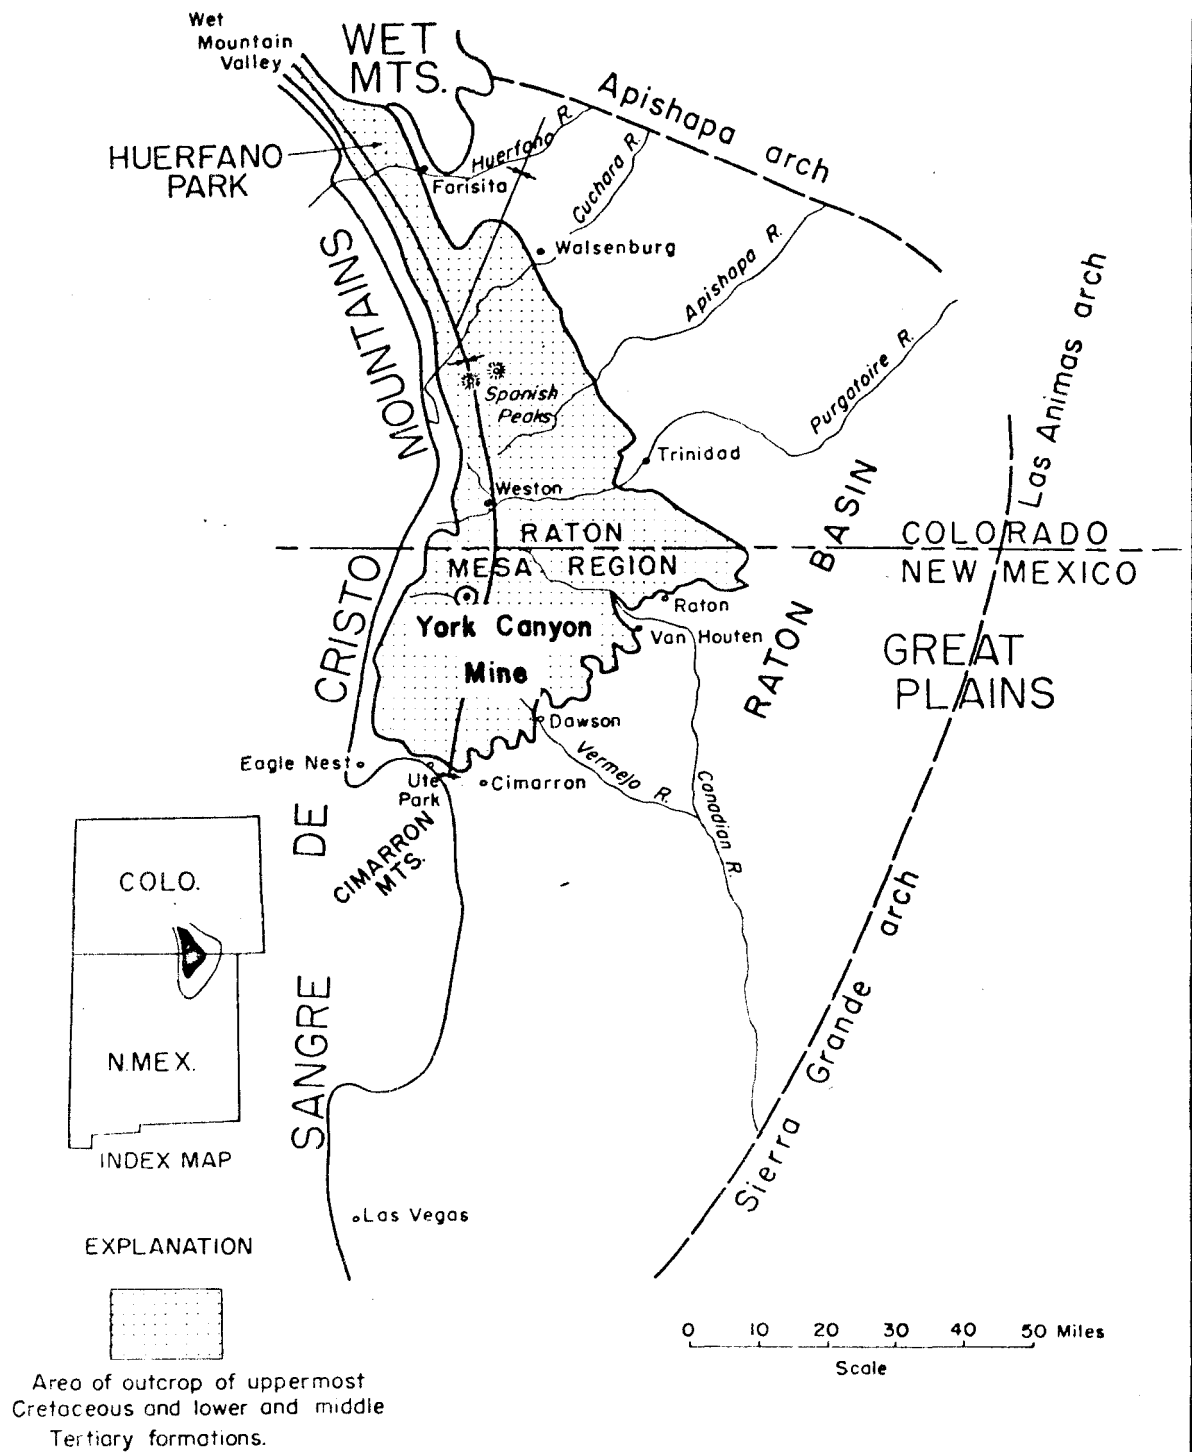 Wet
Mountain
Valley
WET
MTS.
Apishapa arch
HUERFANO
PARK
Huerfano R.
Farisita
Cuchara R.
Walsenburg
Apishapa R.
Purgatoire R.
Las Animas arch
Spanish
Peaks
Trinidad
Weston
RATON
MESA REGION
COLORADO
NEW MEXICO
RATON BASIN
Raton
Van Houten
York Canyon
Mine
GREAT
PLAINS
Dawson
Eagle Nest
Ute
Park
Cimarron
Vermejo R.
Canadian R.
CIMARRON
MTS.
SANGRE DE CRISTO MOUNTAINS
Sierra Grande arch
Las Vegas
COLO.
N.MEX.
INDEX MAP
EXPLANATION
Area of outcrop of uppermost
Cretaceous and lower and middle
Tertiary formations.
0 10 20 30 40 50 Miles
Scale